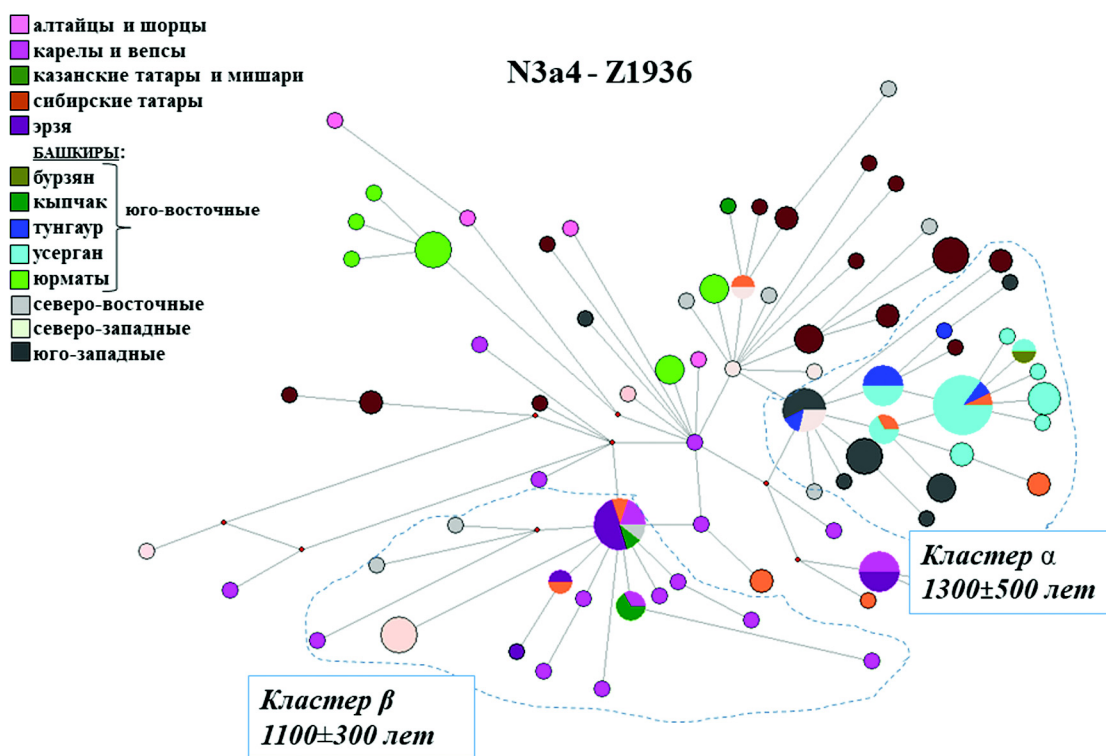 алтайцы и шорцы
карелы и вепсы
казанские татары и мишари
сибирские татары
эрзя
БАШКИРЫ:
бурзян
кыпчак
тунгаур
усерган
юрматы
юго-восточные
северо-восточные
северо-западные
юго-западные
N3a4 - Z1936
Кластер α
1300±500 лет
Кластер β
1100±300 лет